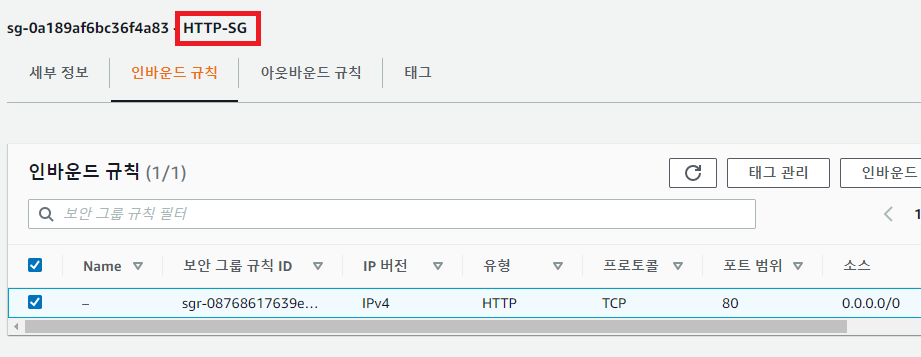 sg-0a189af6bc36f4a83 - HTTP-SG
세부 정보 인바운드 규칙 아웃바운드 규칙 태그
인바운드 규칙 (1/1) 태그 관리 인바운드
보안 그룹 규칙 필터 1
Name 보안 그룹 규칙 ID IP 버전 유형 프로토콜 포트 범위 소스
– sgr-08768617639e... IPv4 HTTP TCP 80 0.0.0.0/0